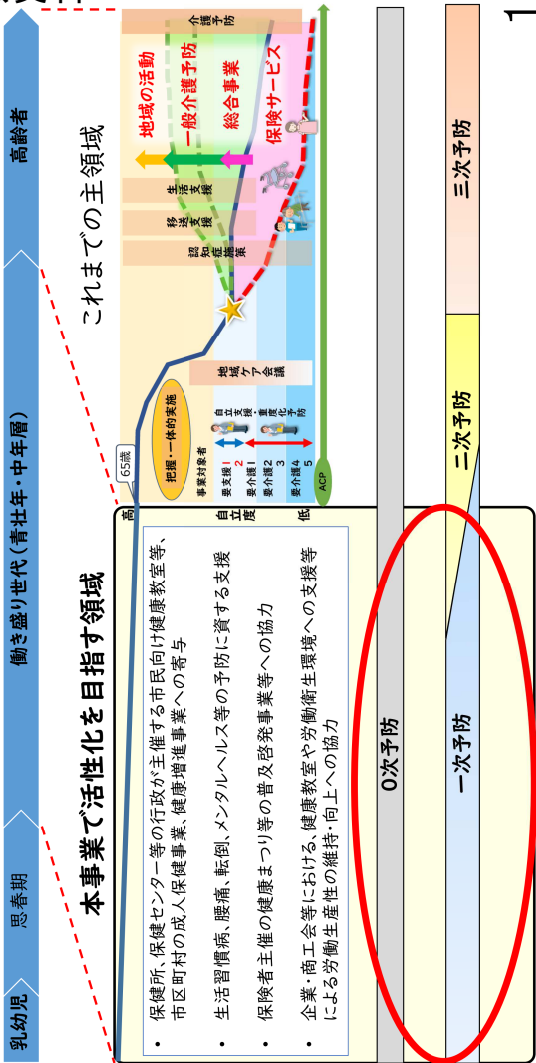 乳幼児
思春期
働き盛り世代（青壮年・中年層）
高齢者
本事業で活性化を目指す領域
これまでの主領域
・ 保健所、保健センター等の行政が主催する市民向け健康教室等、
市区町村の成人保健事業、健康増進事業への寄与
・ 生活習慣病、腰痛、転倒、メンタルヘルス等の予防に資する支援
・ 保険者主催の健康まつり等の普及啓発事業等への協力
・ 企業・商工会等における、健康教室や労働衛生環境への支援等
による労働生産性の維持・向上への協力
65歳
高
自立度
低
把握・一体的実施
事業対象者
要支援1
2
要介護1
要介護2
3
要介護4
5
ACP
自立支援・重度化予防
地域ケア会議
認知症施策
移送支援
生活支援
介護予防
地域の活動
一般介護予防
総合事業
保険サービス
0次予防
一次予防
二次予防
三次予防
1